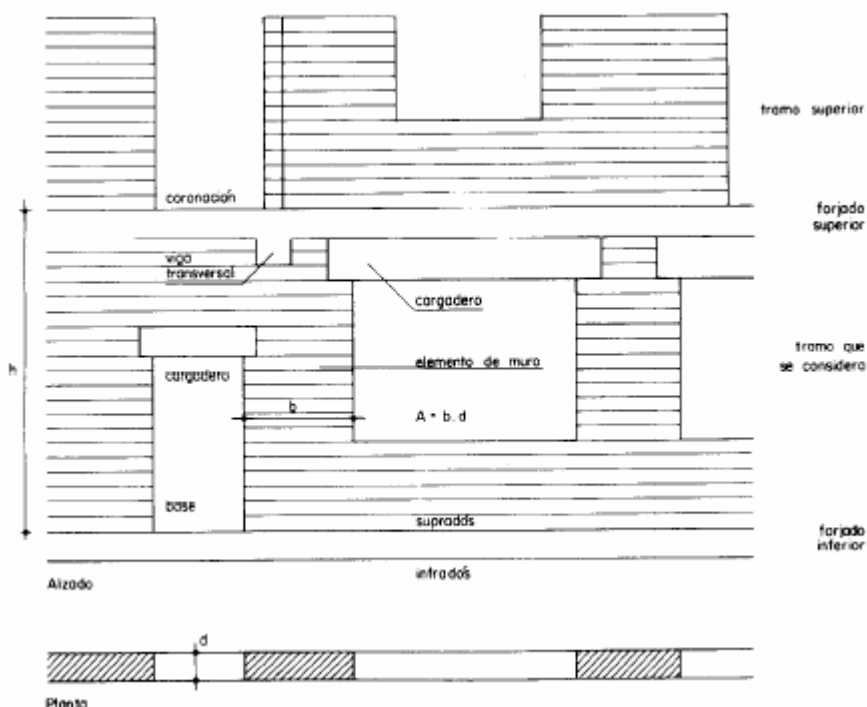 tramo superior
coronación
forjado
superior
viga
transversal
cargadero
h
cargadero
elemento de muro
tramo que
se considera
b
A = b.d
base
supradós
forjado
inferior
intradós
Alzado
d
Planta